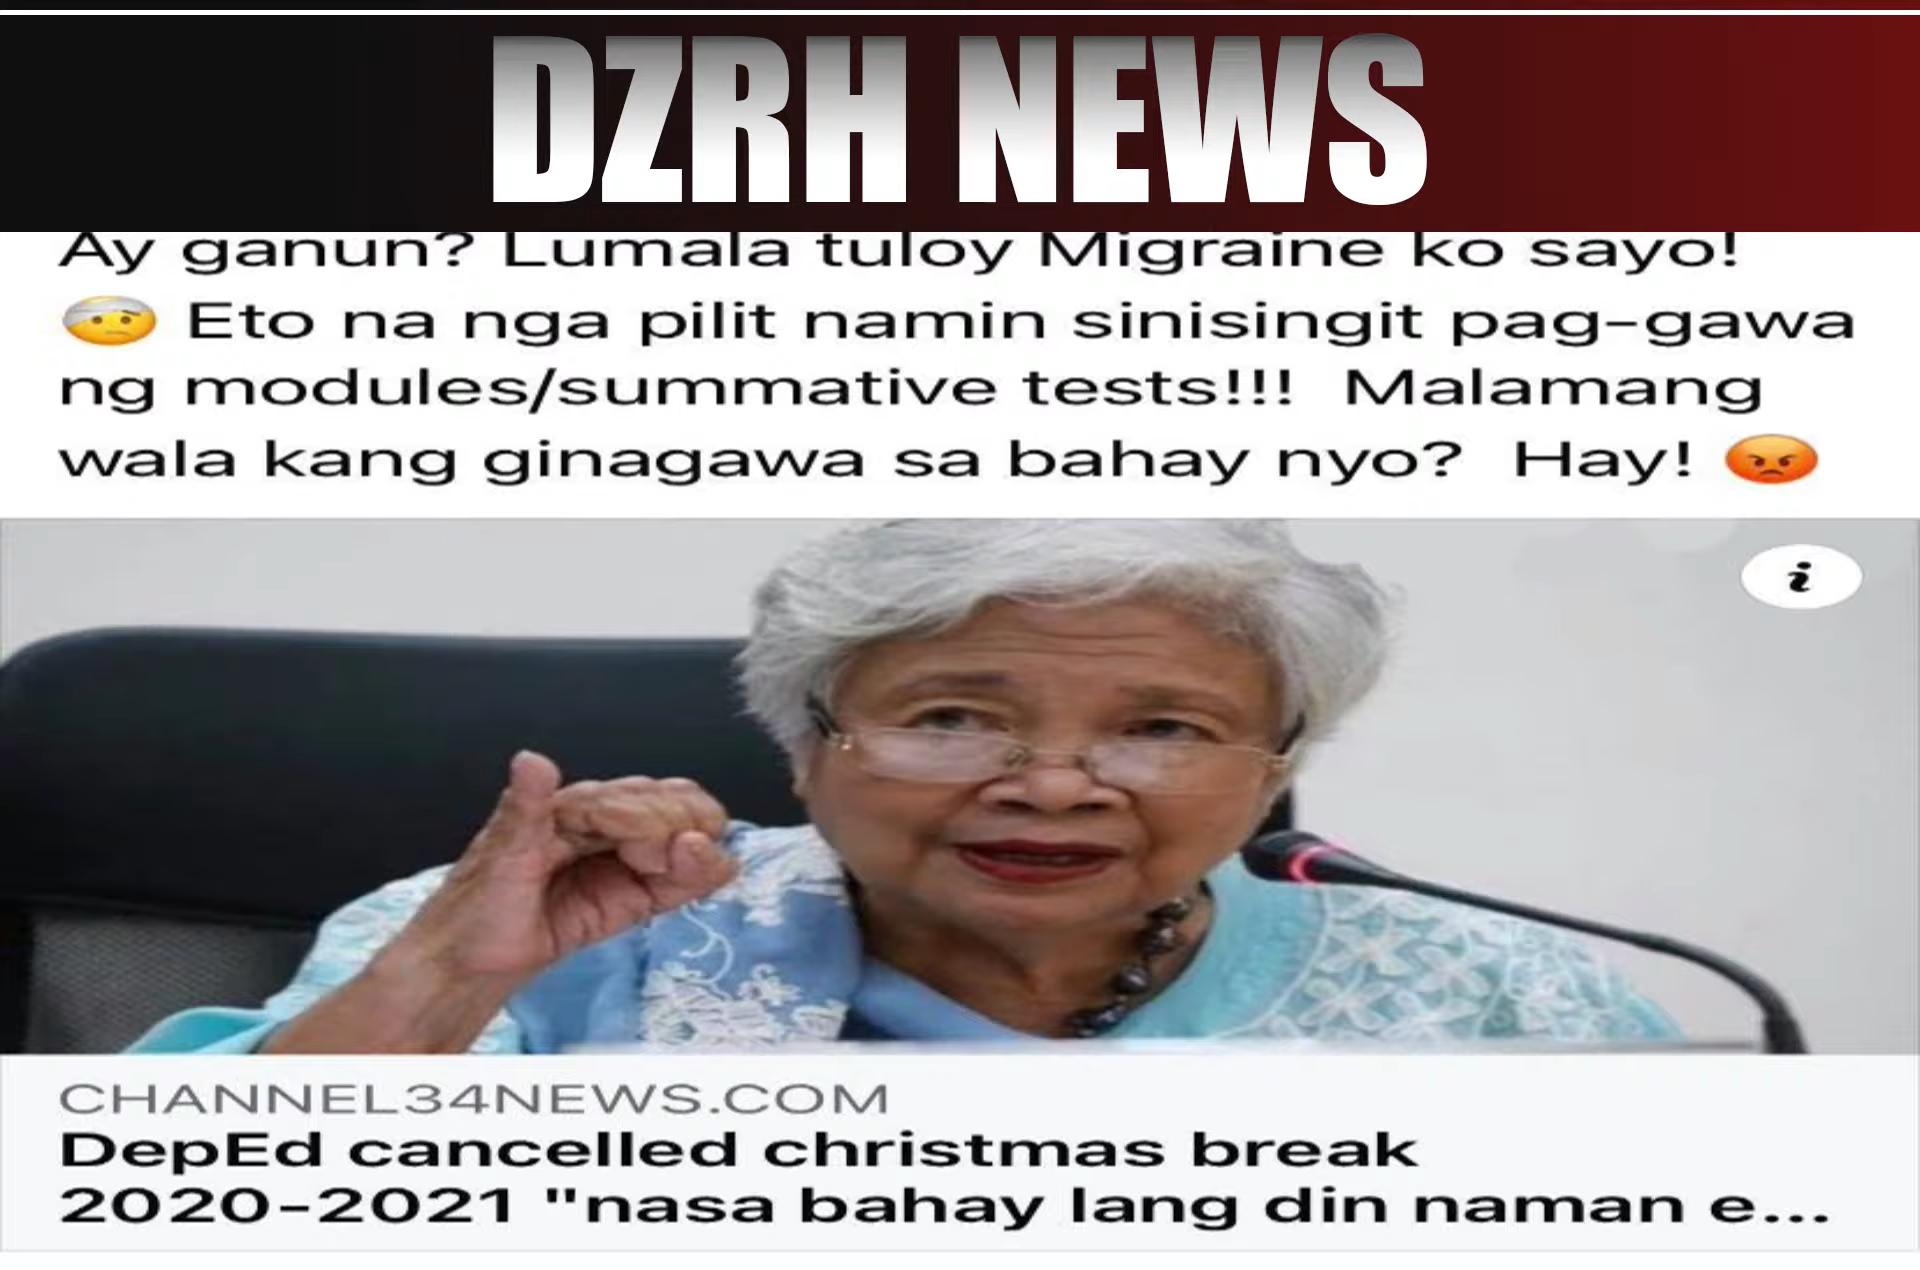 DZRH NEWS
Ay ganun? Lumala tuloy Migraine ko sayo!
🤕 Eto na nga pilit namin sinisingit pag-gawa
ng modules/summative tests!!! Malamang
wala kang ginagawa sa bahay nyo? Hay! 😡
i
CHANNEL34NEWS.COM
DepEd cancelled christmas break
2020-2021 "nasa bahay lang din naman e...